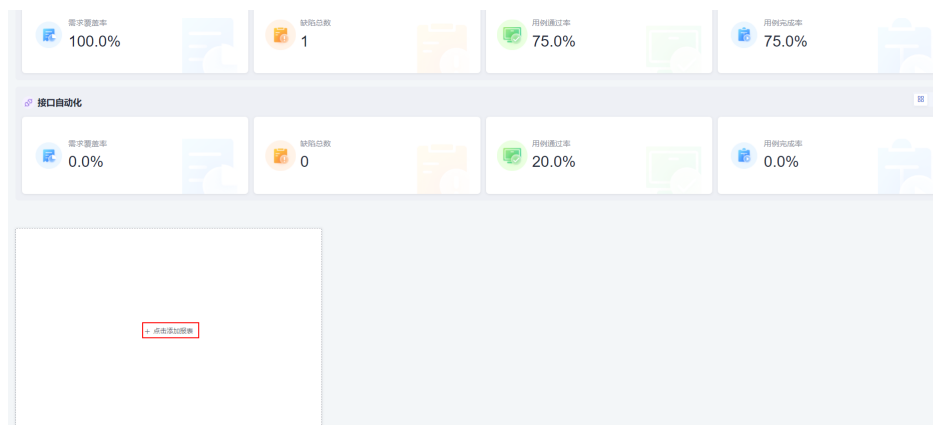 需求覆盖率 缺陷总数 用例通过率 用例完成率
100.0% 1 75.0% 75.0%
接口自动化
需求覆盖率 缺陷总数 用例通过率 用例完成率
0.0% 0 20.0% 0.0%
+ 点击添加报表